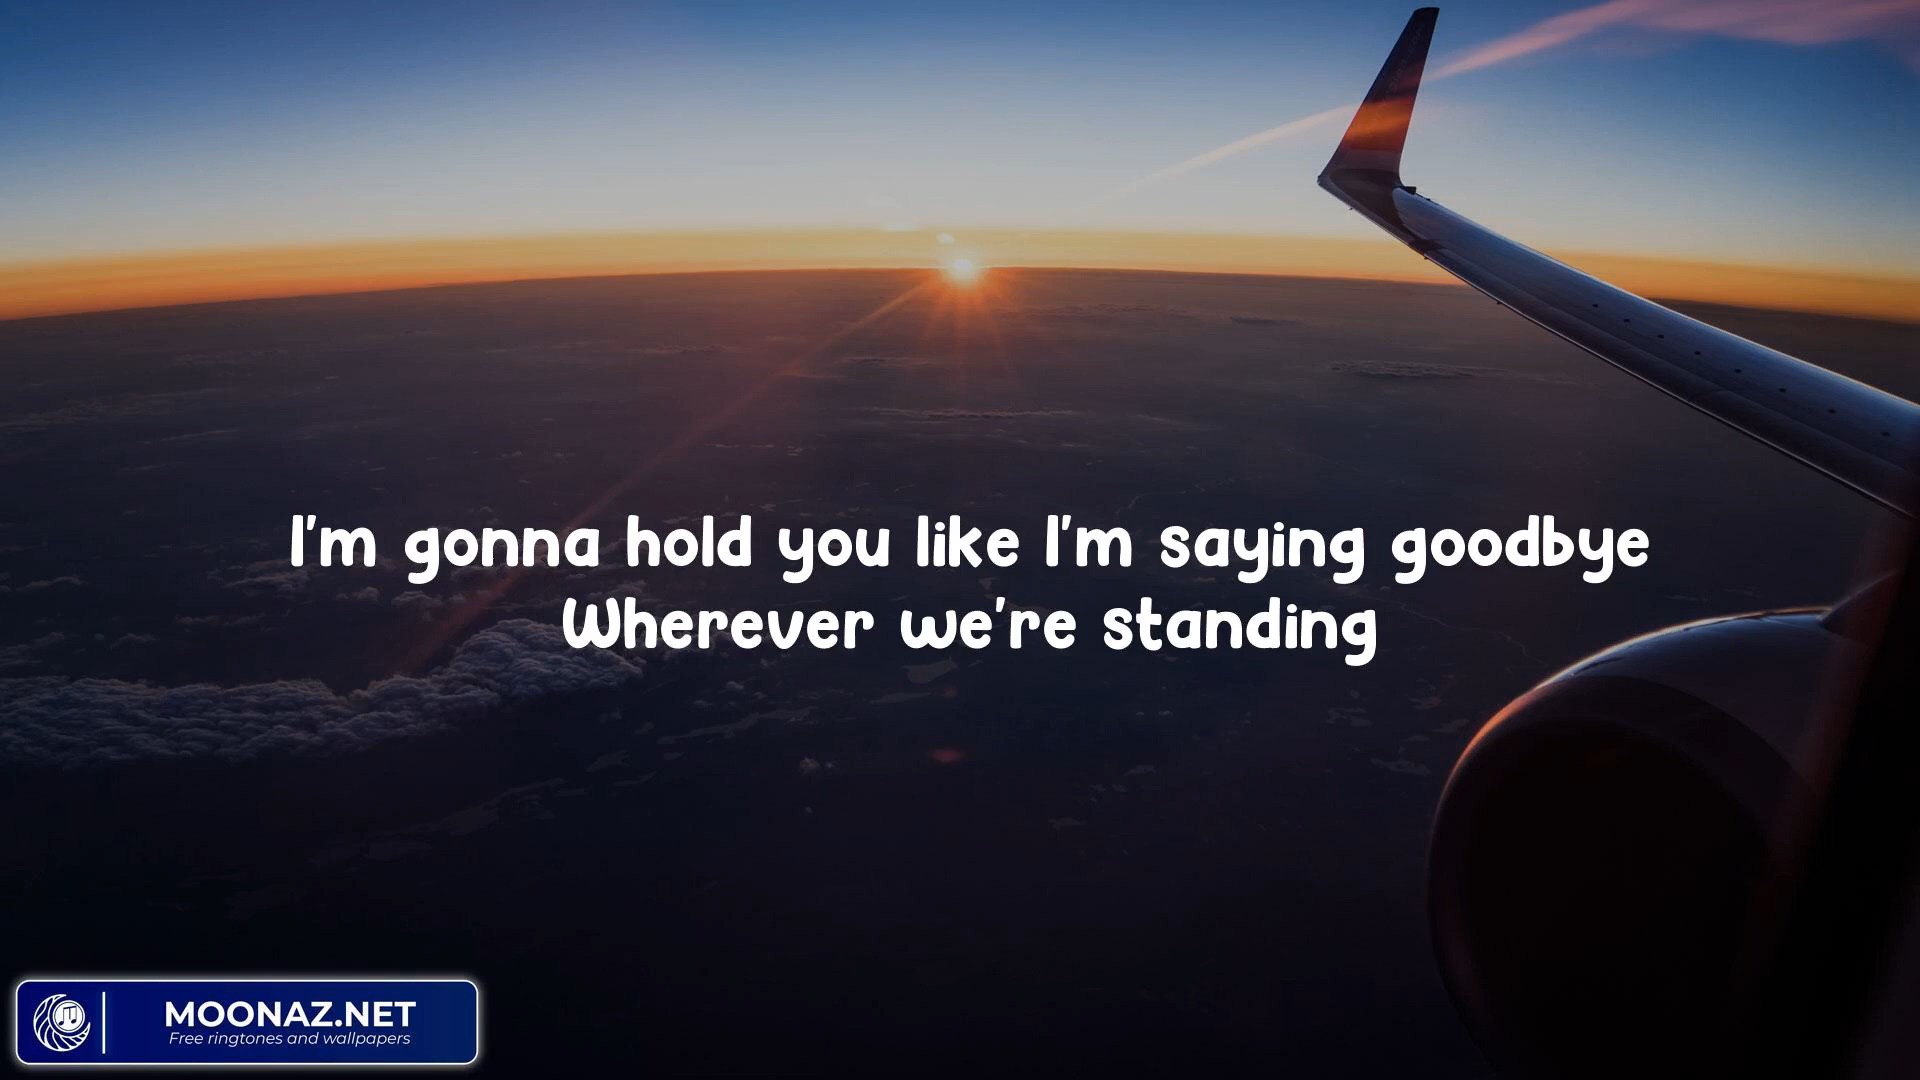 I'm gonna hold you like I'm saying goodbye
Wherever we're standing
MOONAZ.NET
Free ringtones and wallpapers